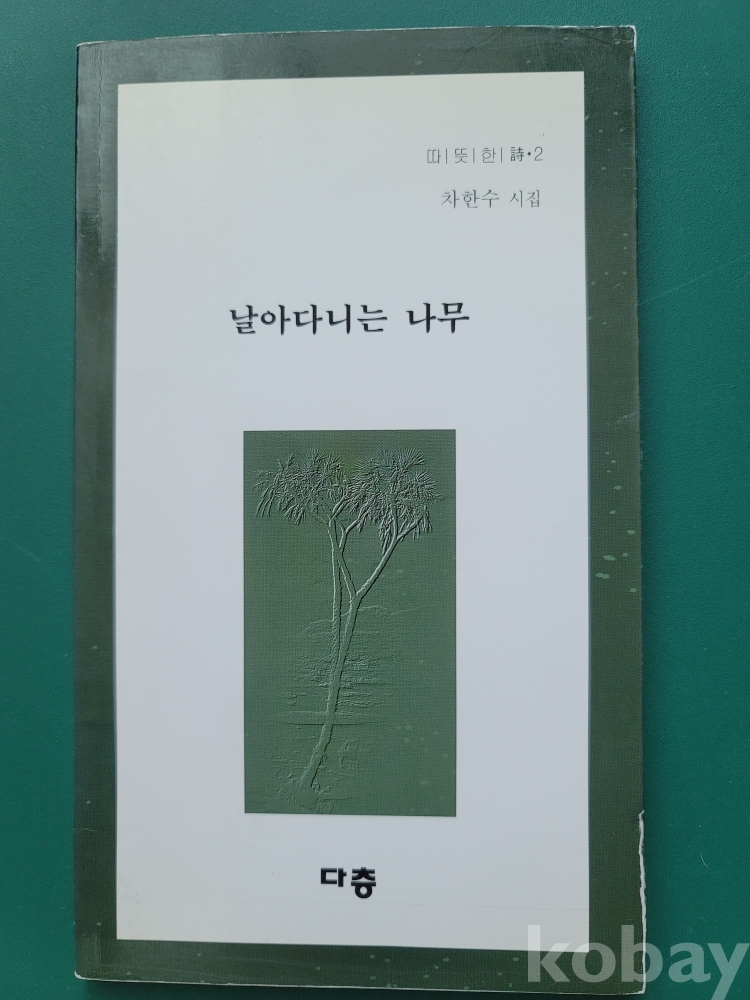 따|뜻|한|詩·2
차한수 시집
날아다니는 나무
다층
kobay